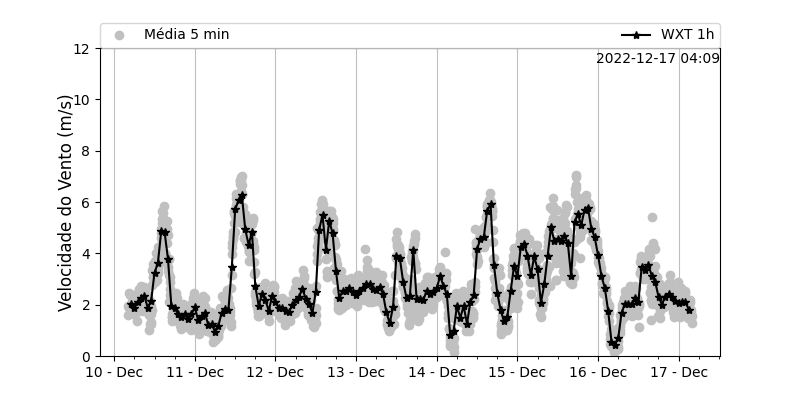 Média 5 min
WXT 1h
2022-12-17 04:09
Velocidade do Vento (m/s)
12
10
8
6
4
2
0
10 - Dec
11 - Dec
12 - Dec
13 - Dec
14 - Dec
15 - Dec
16 - Dec
17 - Dec